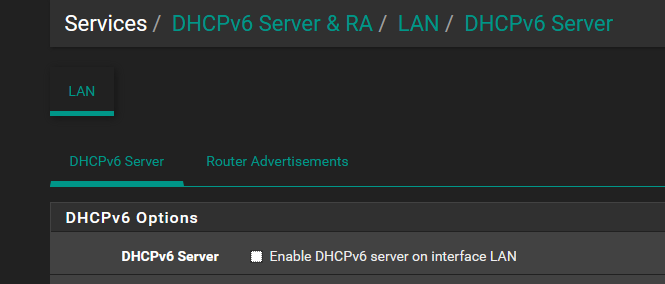 Services / DHCPv6 Server & RA / LAN / DHCPv6 Server
LAN
DHCPv6 Server Router Advertisements
DHCPv6 Options
DHCPv6 Server Enable DHCPv6 server on interface LAN